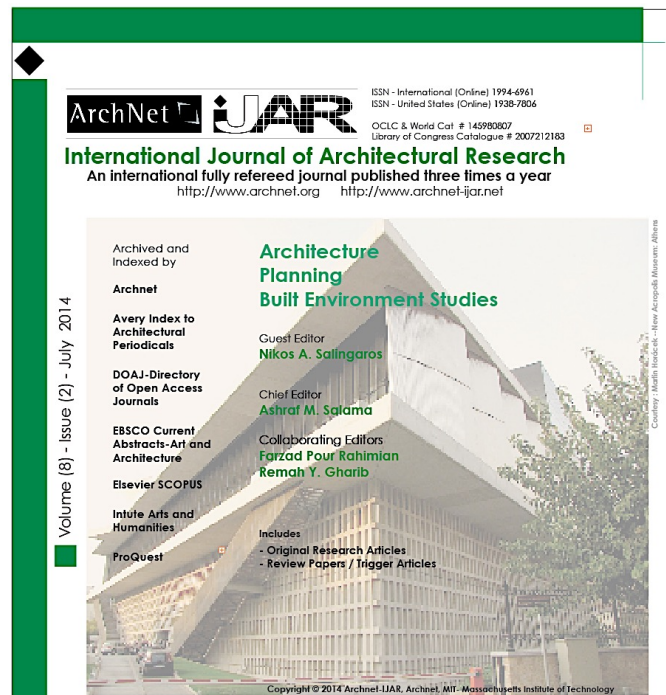 ArchNet
iJAR
ISSN - International (Online) 1994-6961
ISSN - United States (Online) 1938-7806
OCLC & World Cat # 145980807
Library of Congress Catalogue # 2007212183
International Journal of Architectural Research
An international fully refereed journal published three times a year
http://www.archnet.org http://www.archnet-ijar.net
Volume (8) - Issue (2) - July 2014
Archived and
Indexed by
Archnet
Avery Index to
Architectural
Periodicals
DOAJ-Directory
of Open Access
Journals
EBSCO Current
Abstracts-Art and
Architecture
Elsevier SCOPUS
Intute Arts and
Humanities
ProQuest
Architecture
Planning
Built Environment Studies
Guest Editor
Nikos A. Salingaros
Chief Editor
Ashraf M. Salama
Collaborating Editors
Farzad Pour Rahimian
Remah Y. Gharib
Includes
- Original Research Articles
- Review Papers / Trigger Articles
Courtesy : Martin Horácek --New Acropolis Museum: Athens
Copyright © 2014 Archnet-IJAR, Archnet, MIT- Massachusetts Institute of Technology